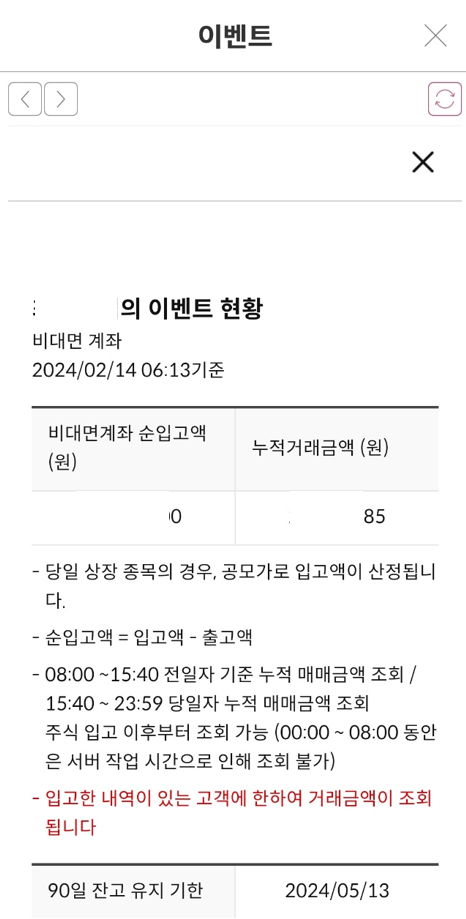 이벤트
의 이벤트 현황
비대면 계좌
2024/02/14 06:13기준
비대면계좌 순입고액
(원)
누적거래금액 (원)
85
- 당일 상장 종목의 경우, 공모가로 입고액이 산정됩니
다.
- 순입고액 = 입고액 - 출고액
- 08:00 ~15:40 전일자 기준 누적 매매금액 조회 /
15:40 ~ 23:59 당일자 누적 매매금액 조회
주식 입고 이후부터 조회 가능 (00:00 ~ 08:00 동안
은 서버 작업 시간으로 인해 조회 불가)
- 입고한 내역이 있는 고객에 한하여 거래금액이 조회
됩니다
90일 잔고 유지 기한
2024/05/13